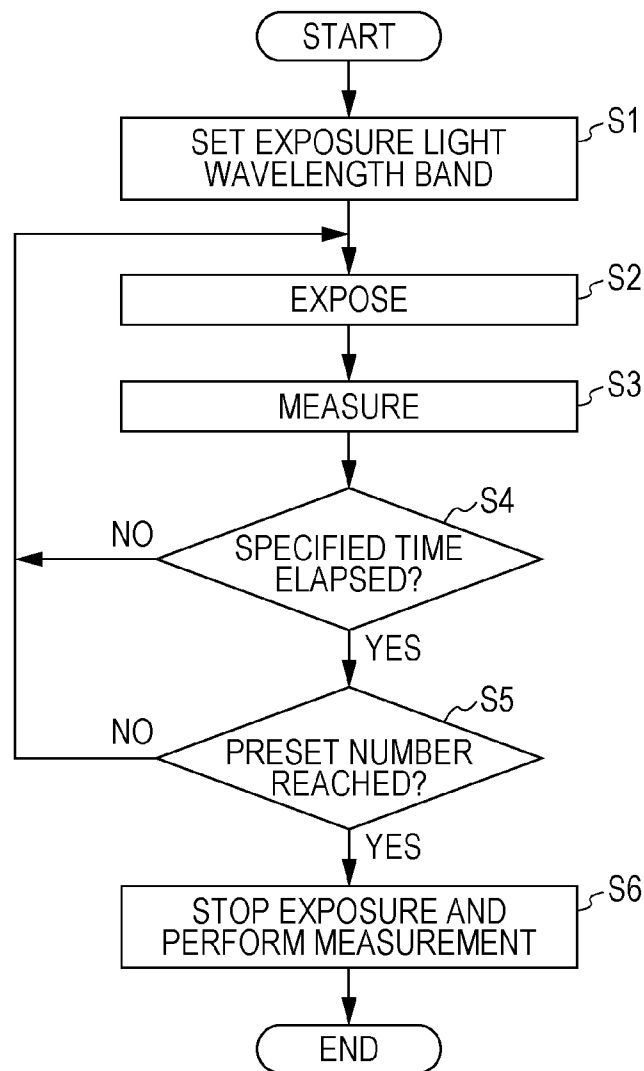 START
S1
SET EXPOSURE LIGHT
WAVELENGTH BAND
S2
EXPOSE
S3
MEASURE
S4
NO
SPECIFIED TIME
ELAPSED?
YES
S5
NO
PRESET NUMBER
REACHED?
YES
S6
STOP EXPOSURE AND
PERFORM MEASUREMENT
END